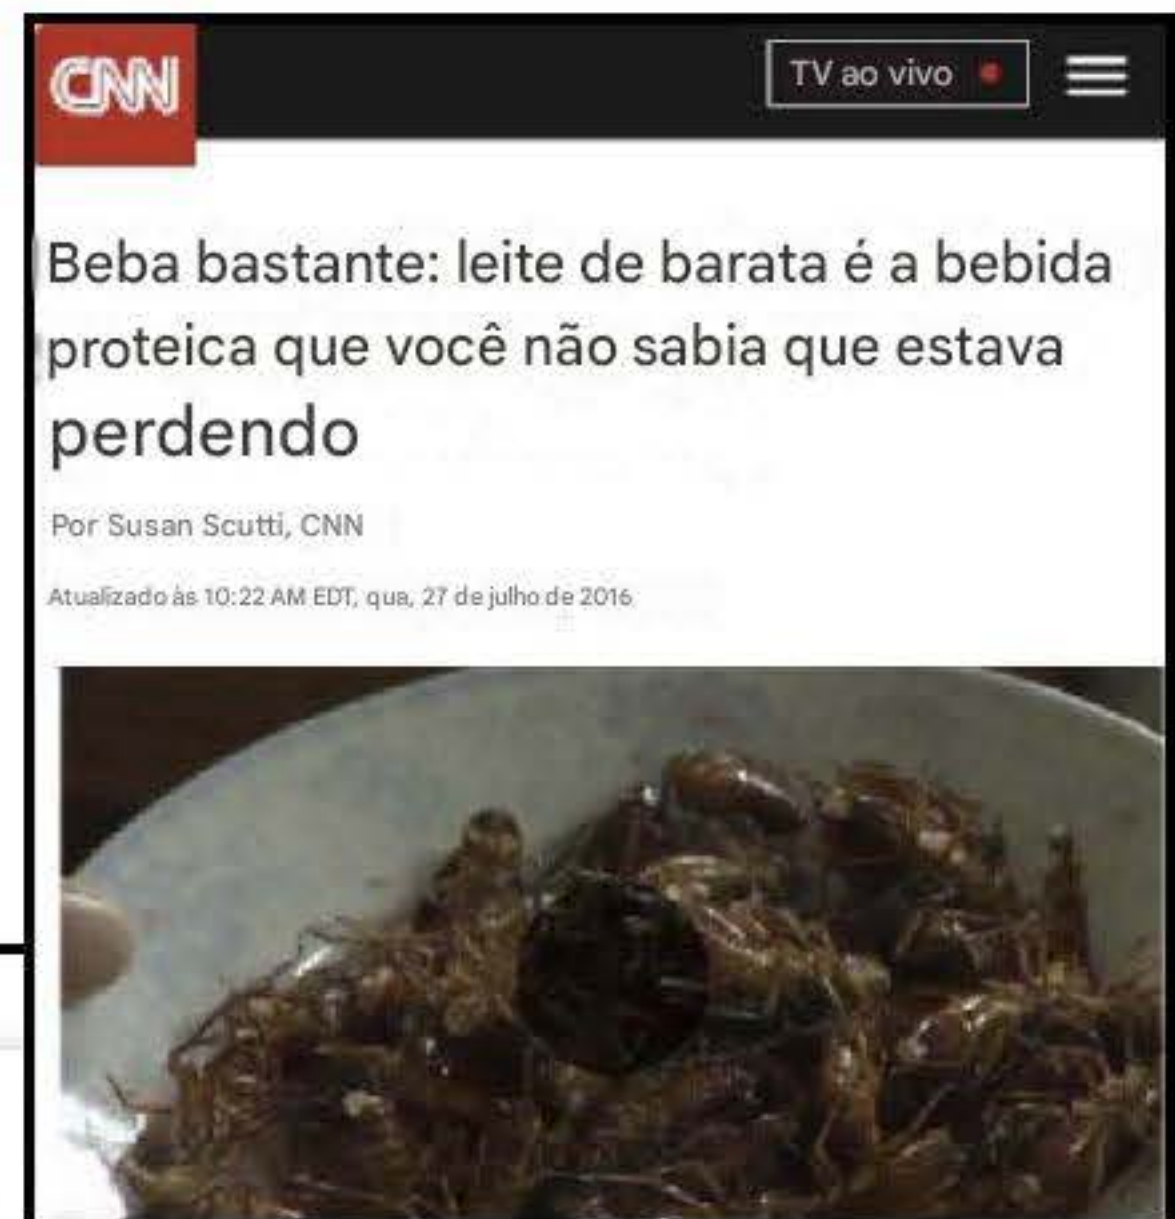 CNN
TV ao vivo
Beba bastante: leite de barata é a bebida
proteica que você não sabia que estava
perdendo
Por Susan Scutti, CNN
Atualizado às 10:22 AM EDT, qua, 27 de julho de 2016